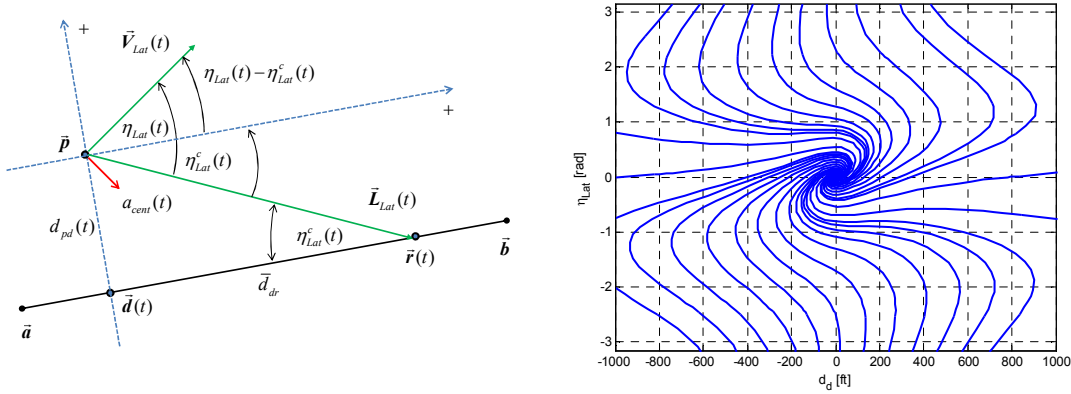 +
V⃗_Lat(t)
η_Lat(t) − η^c_Lat(t)
+
η_Lat(t)
p⃗
η^c_Lat(t)
a_cent(t)
L⃗_Lat(t)
d_pd(t)
η^c_Lat(t)
r⃗(t)
b⃗
d̄_dr
d⃗(t)
a⃗
3
2
1
0
-1
-2
-3
η_Lat [rad]
-1000 -800 -600 -400 -200 0 200 400 600 800 1000
d_d [ft]